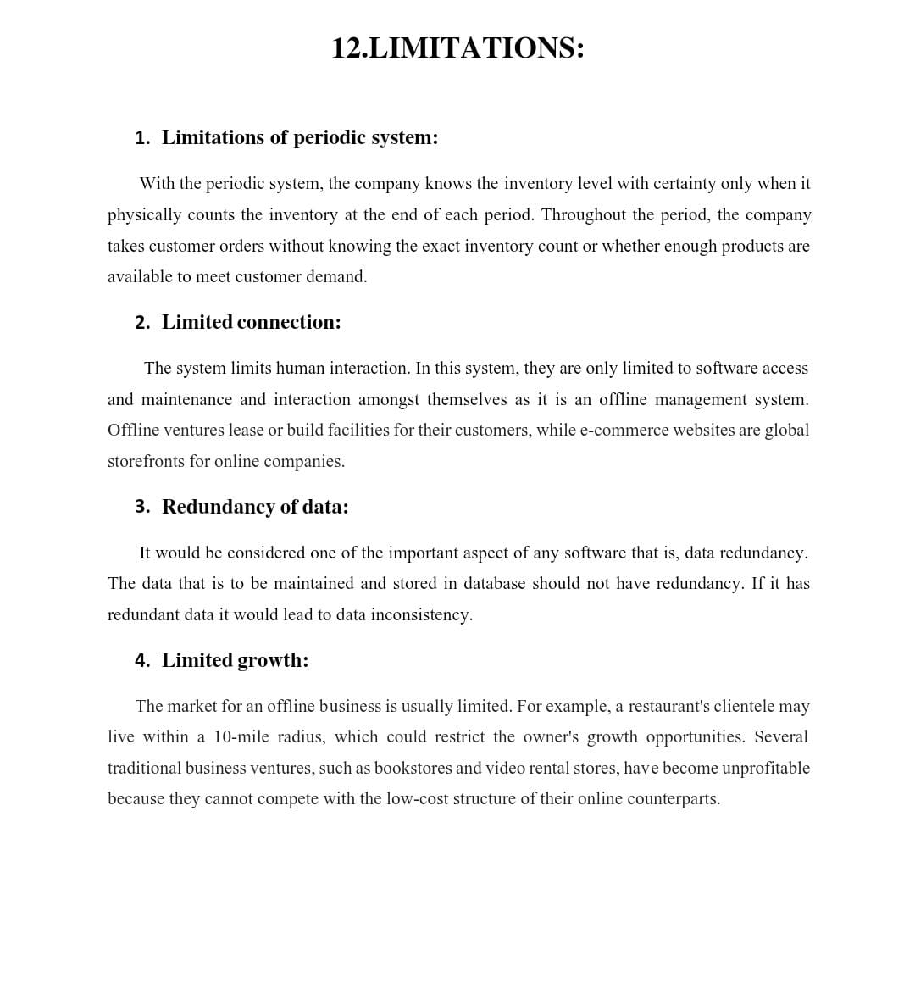 12.LIMITATIONS:
1. Limitations of periodic system:
With the periodic system, the company knows the inventory level with certainty only when it
physically counts the inventory at the end of each period. Throughout the period, the company
takes customer orders without knowing the exact inventory count or whether enough products are
available to meet customer demand.
2. Limited connection:
The system limits human interaction. In this system, they are only limited to software access
and maintenance and interaction amongst themselves as it is an offline management system.
Offline ventures lease or build facilities for their customers, while e-commerce websites are global
storefronts for online companies.
3. Redundancy of data:
It would be considered one of the important aspect of any software that is, data redundancy.
The data that is to be maintained and stored in database should not have redundancy. If it has
redundant data it would lead to data inconsistency.
4. Limited growth:
The market for an offline business is usually limited. For example, a restaurant's clientele may
live within a 10-mile radius, which could restrict the owner's growth opportunities. Several
traditional business ventures, such as bookstores and video rental stores, have become unprofitable
because they cannot compete with the low-cost structure of their online counterparts.